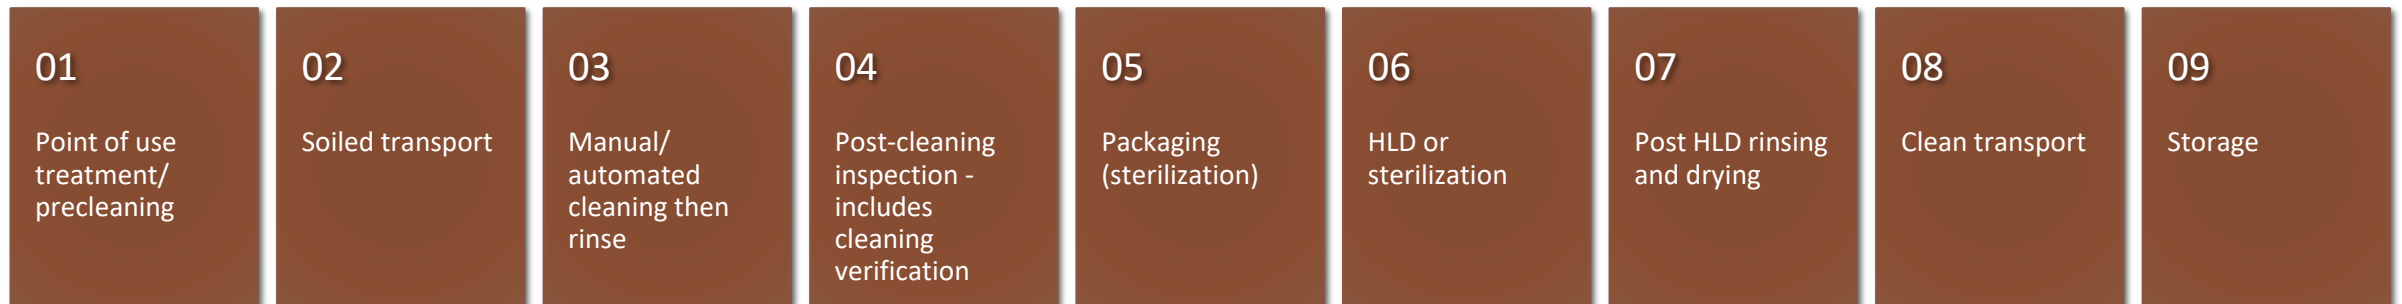 01
Point of use
treatment/
precleaning
02
Soiled transport
03
Manual/
automated
cleaning then
rinse
04
Post-cleaning
inspection -
includes
cleaning
verification
05
Packaging
(sterilization)
06
HLD or
sterilization
07
Post HLD rinsing
and drying
08
Clean transport
09
Storage